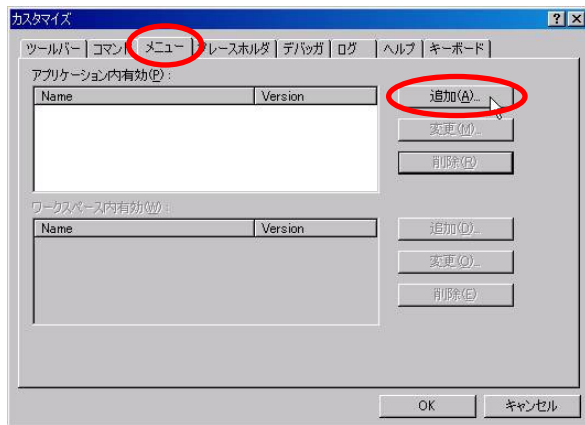 カスタマイズ
ツールバー コマンド メニュー レースホルダ デバッガ ログ ヘルプ キーボード
アプリケーション内有効(P) :
Name Version
追加(A)...
変更(M)...
削除(R)
ワークスペース内有効(W) :
Name Version
追加(D)...
変更(O)...
削除(E)
OK キャンセル